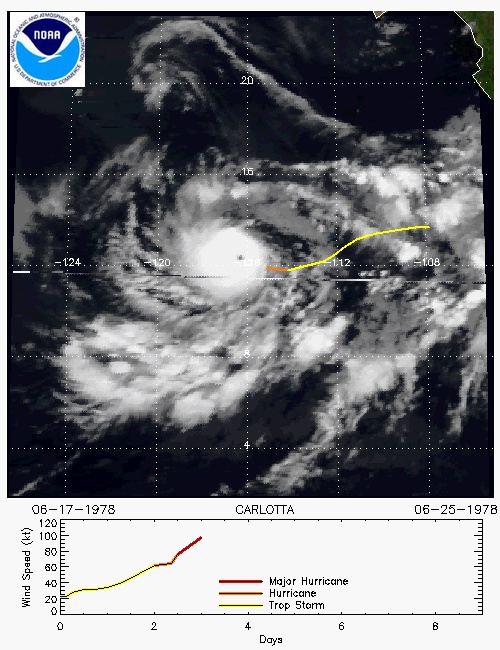 NATIONAL OCEANIC AND ATMOSPHERIC ADMINISTRATION
NOAA
U.S. DEPARTMENT OF COMMERCE
20
16
-124 -120 -112 -108
8
4
06-17-1978 CARLOTTA 06-25-1978
120
100
80
60
40
20
0
Wind Speed (kt)
Major Hurricane
Hurricane
Trop Storm
0 2 4 6 8
Days